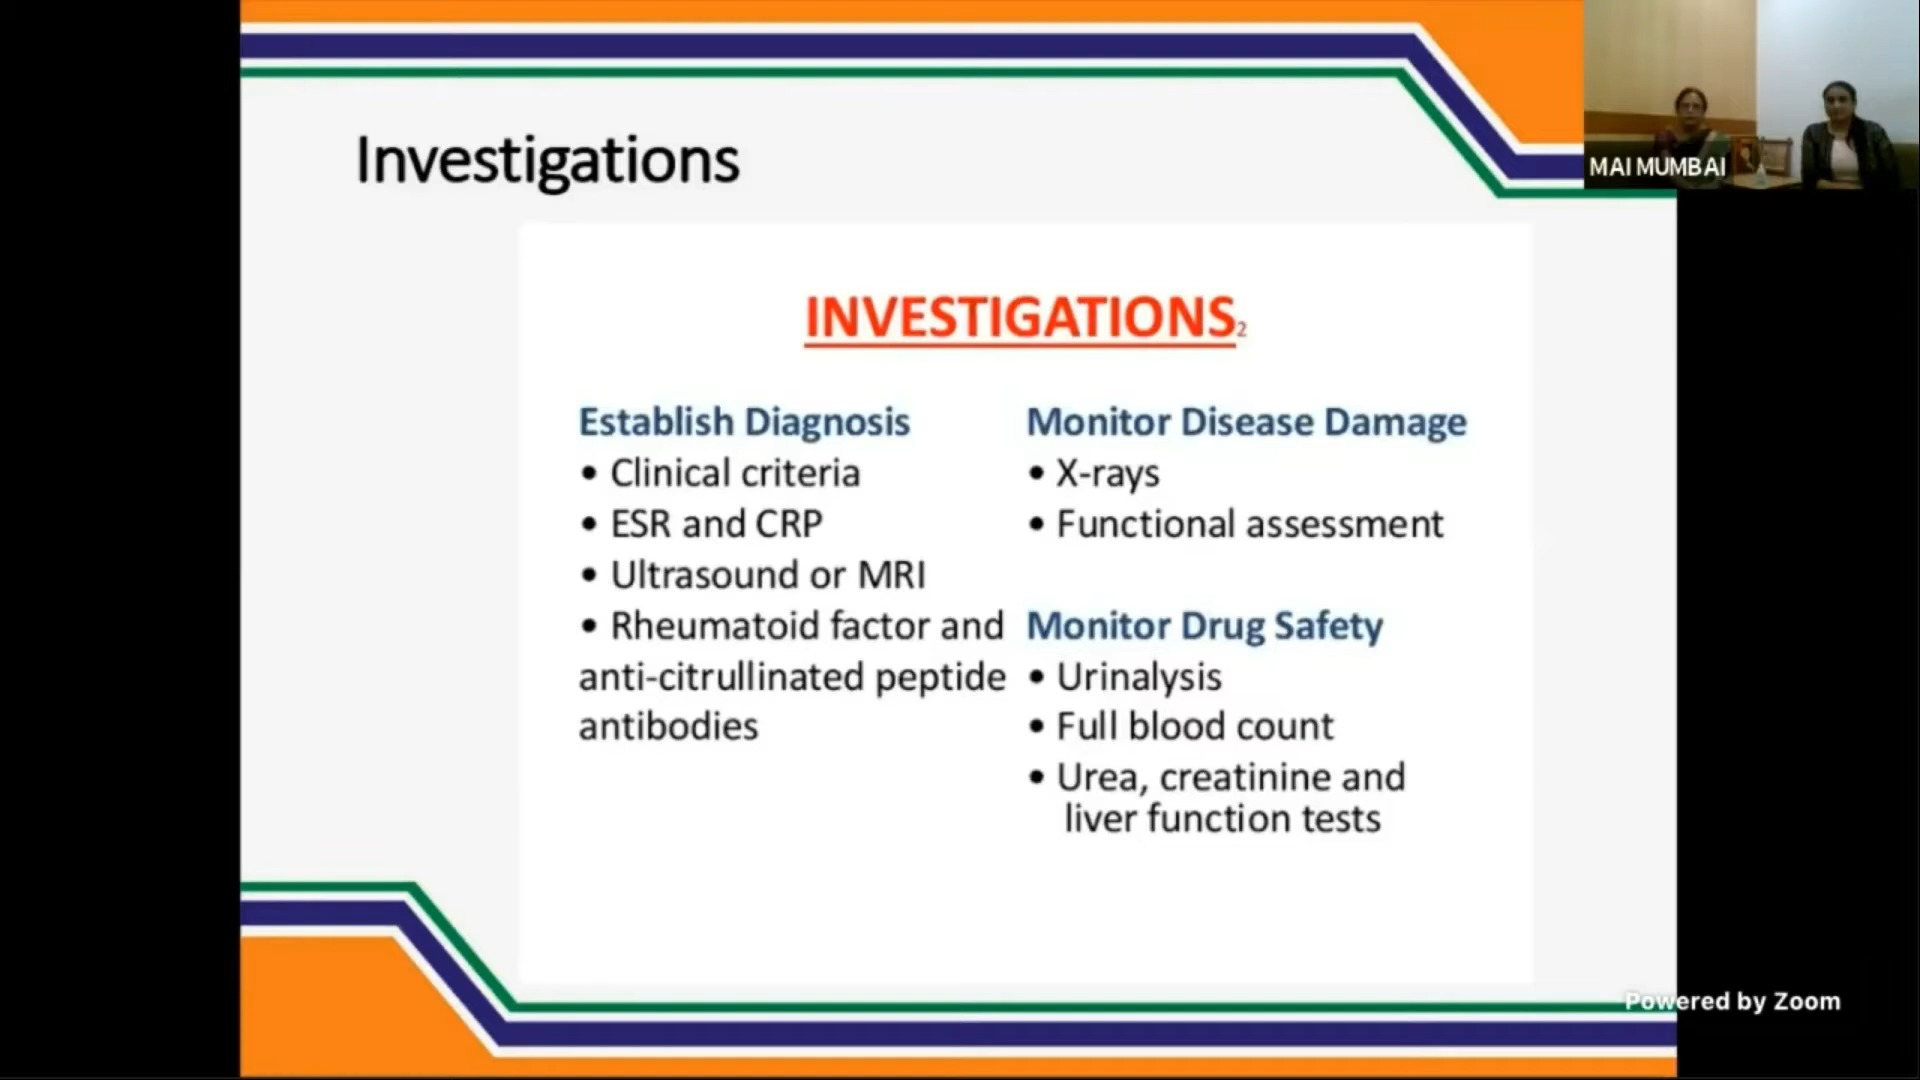 Investigations
MAI MUMBAI
INVESTIGATIONS2
Establish Diagnosis
• Clinical criteria
• ESR and CRP
• Ultrasound or MRI
• Rheumatoid factor and
anti-citrullinated peptide
antibodies
Monitor Disease Damage
• X-rays
• Functional assessment
Monitor Drug Safety
• Urinalysis
• Full blood count
• Urea, creatinine and
liver function tests
Powered by Zoom